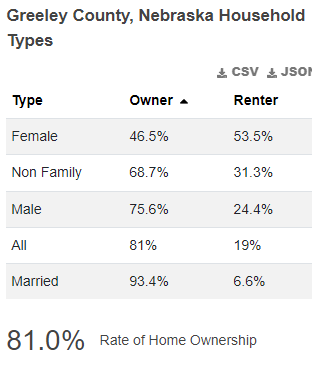 Greeley County, Nebraska Household
Types
CSV JSON
Type Owner Renter
Female 46.5% 53.5%
Non Family 68.7% 31.3%
Male 75.6% 24.4%
All 81% 19%
Married 93.4% 6.6%
81.0% Rate of Home Ownership